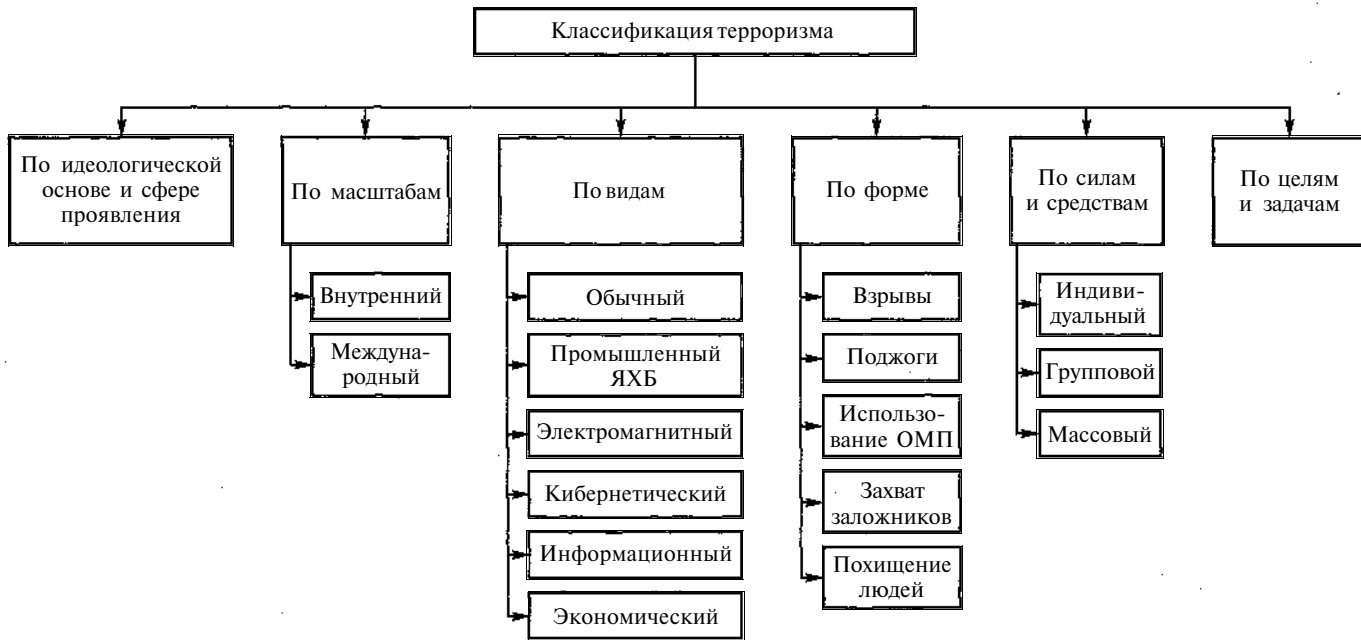 Классификация терроризма
По идеологической
основе и сфере
проявления
По масштабам
По видам
По форме
По силам
и средствам
По целям
и задачам
Внутренний
Междуна-
родный
Обычный
Промышленный
ЯХБ
Электромагнитный
Кибернетический
Информационный
Экономический
Взрывы
Поджоги
Использо-
вание ОМП
Захват
заложников
Похищение
людей
Индиви-
дуальный
Групповой
Массовый